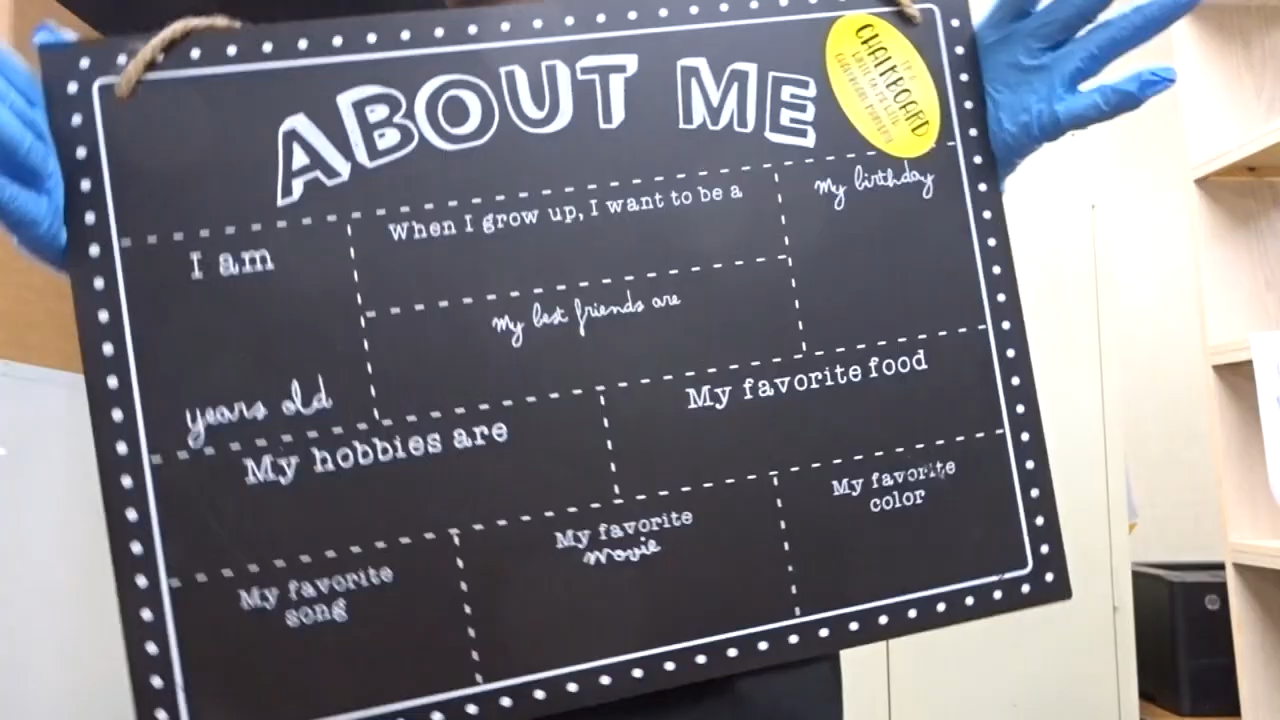 ABOUT ME
CHALKBOARD
I am
years old
When I grow up, I want to be a
My best friends are
My birthday
My hobbies are
My favorite food
My favorite
song
My favorite
movie
My favorite
color